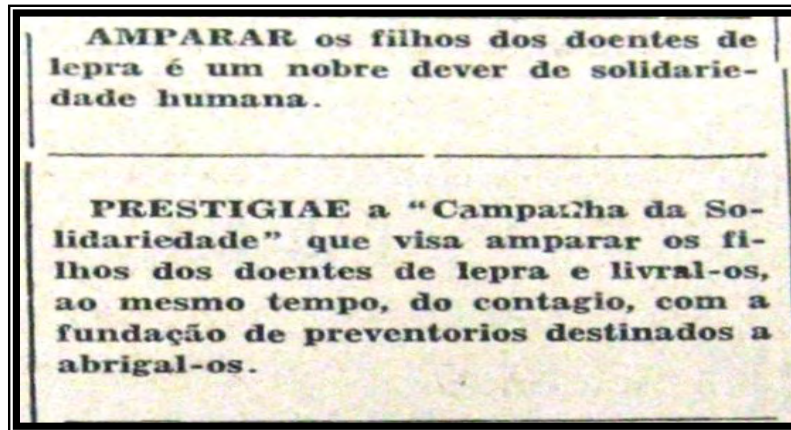 AMPARAR os filhos dos doentes de
lepra é um nobre dever de solidarie-
dade humana.
PRESTIGIAE a "Campanha da So-
lidariedade" que visa amparar os fi-
lhos dos doentes de lepra e livral-os,
ao mesmo tempo, do contagio, com a
fundação de preventorios destinados a
abrigal-os.